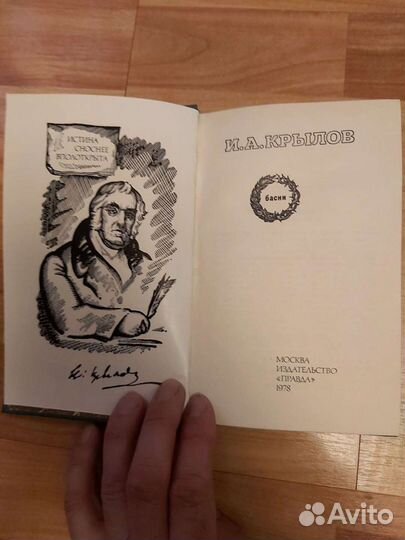 ИСТИНА
СНОСНЕЕ
ВПОЛОТКРЫТА
И. А. КРЫЛОВ
басни
МОСКВА
ИЗДАТЕЛЬСТВО
«ПРАВДА»
1978
Avito